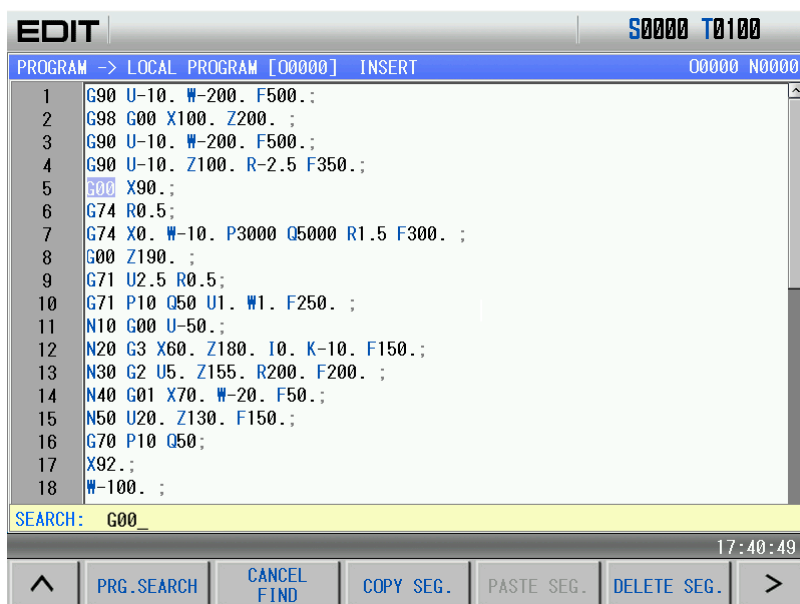 EDIT S0000 T0100
PROGRAM -> LOCAL PROGRAM [O0000] INSERT O0000 N0000
1 G90 U-10. W-200. F500.;
2 G98 G00 X100. Z200. ;
3 G90 U-10. W-200. F500.;
4 G90 U-10. Z100. R-2.5 F350.;
5 G00 X90.;
6 G74 R0.5;
7 G74 X0. W-10. P3000 Q5000 R1.5 F300. ;
8 G00 Z190. ;
9 G71 U2.5 R0.5;
10 G71 P10 Q50 U1. W1. F250. ;
11 N10 G00 U-50.;
12 N20 G3 X60. Z180. I0. K-10. F150.;
13 N30 G2 U5. Z155. R200. F200. ;
14 N40 G01 X70. W-20. F50.;
15 N50 U20. Z130. F150.;
16 G70 P10 Q50;
17 X92.;
18 W-100. ;
SEARCH: G00_
17:40:49
PRG.SEARCH CANCEL FIND COPY SEG. PASTE SEG. DELETE SEG. >